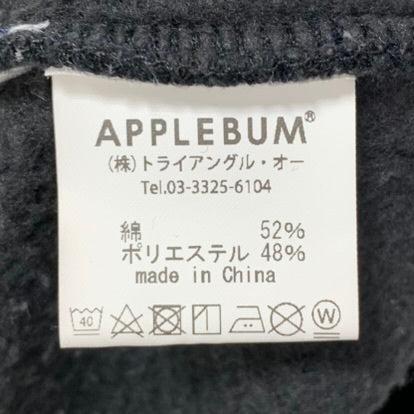 APPLEBUM®
(株)トライアングル・オー
Tel.03-3325-6104
綿 52%
ポリエステル 48%
made in China
40 W